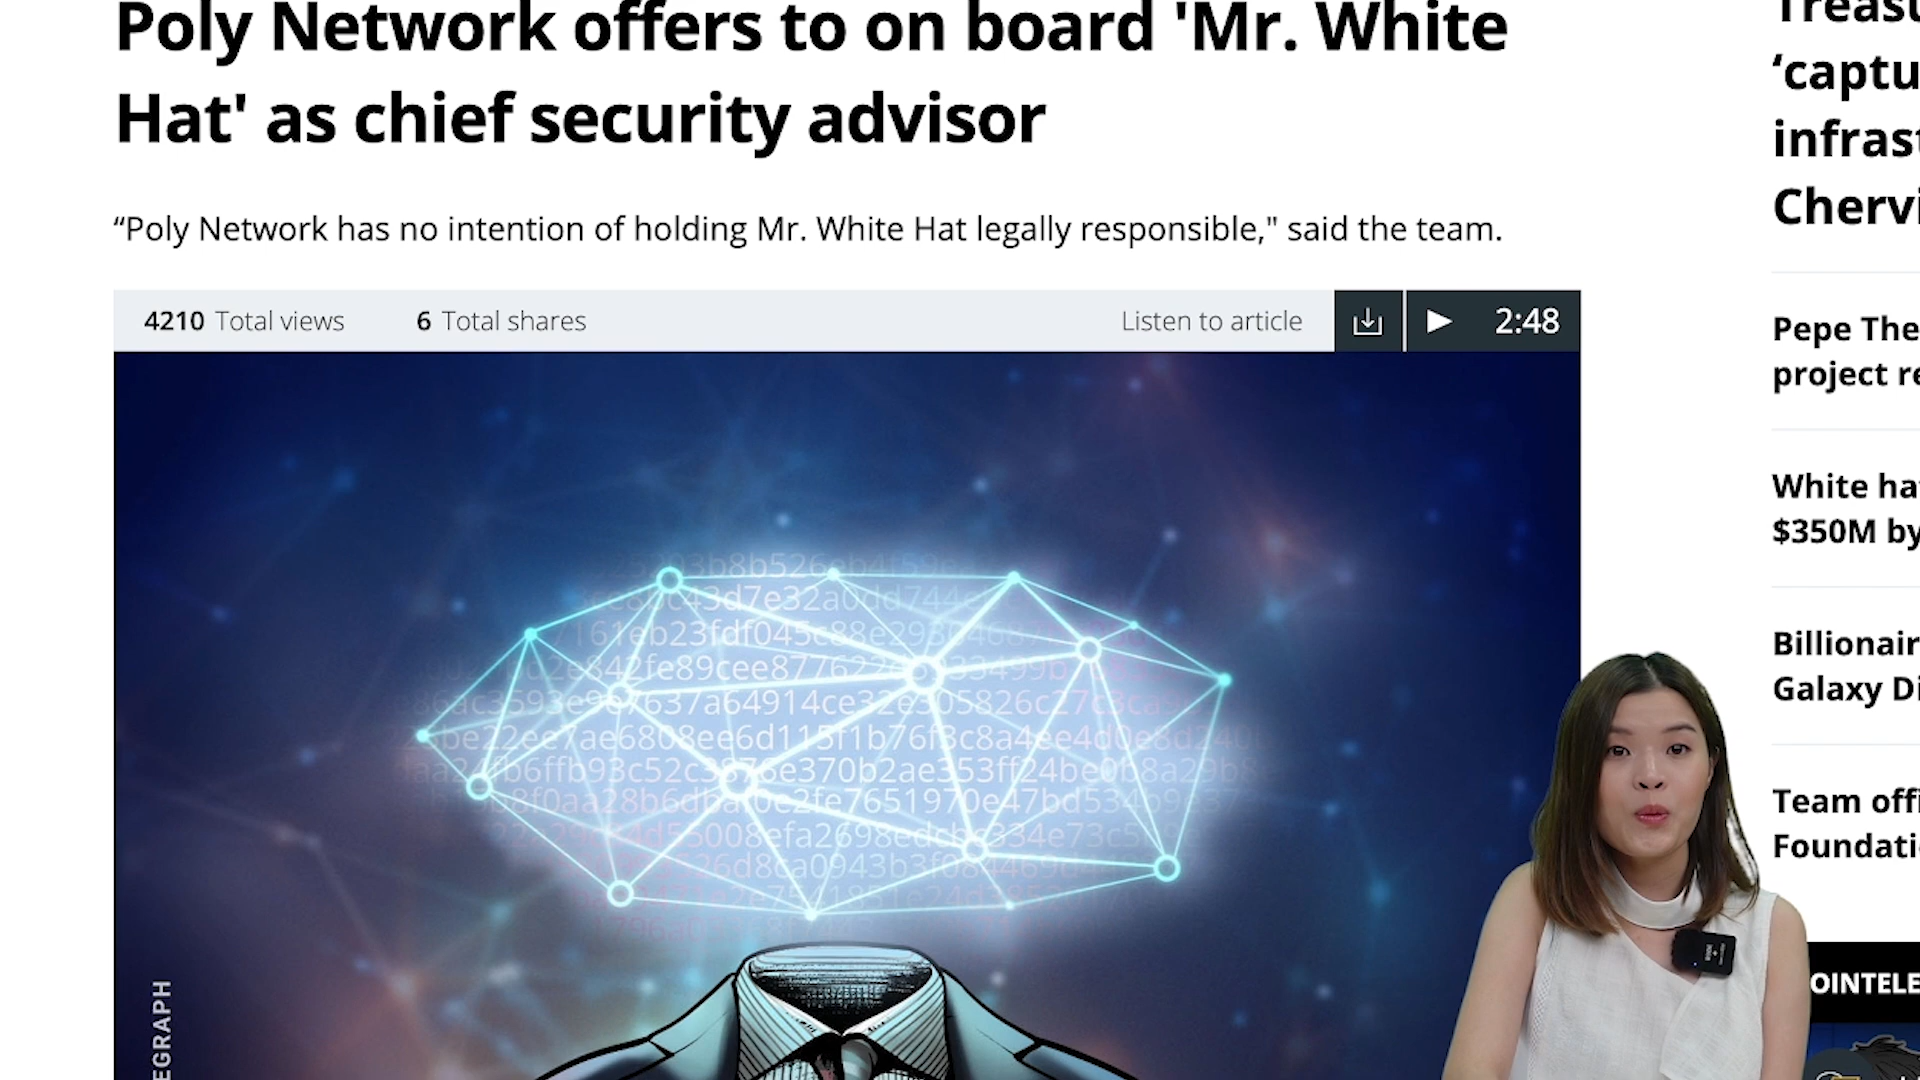 Poly Network offers to on board 'Mr. White
Hat' as chief security advisor
“Poly Network has no intention of holding Mr. White Hat legally responsible," said the team.
4210 Total views
6 Total shares
Listen to article
2:48
EGRAPH
‘captu
infrast
Chervi
Pepe The
project re
White ha
$350M by
Billionair
Galaxy Di
Team offi
Foundati
OINTELE